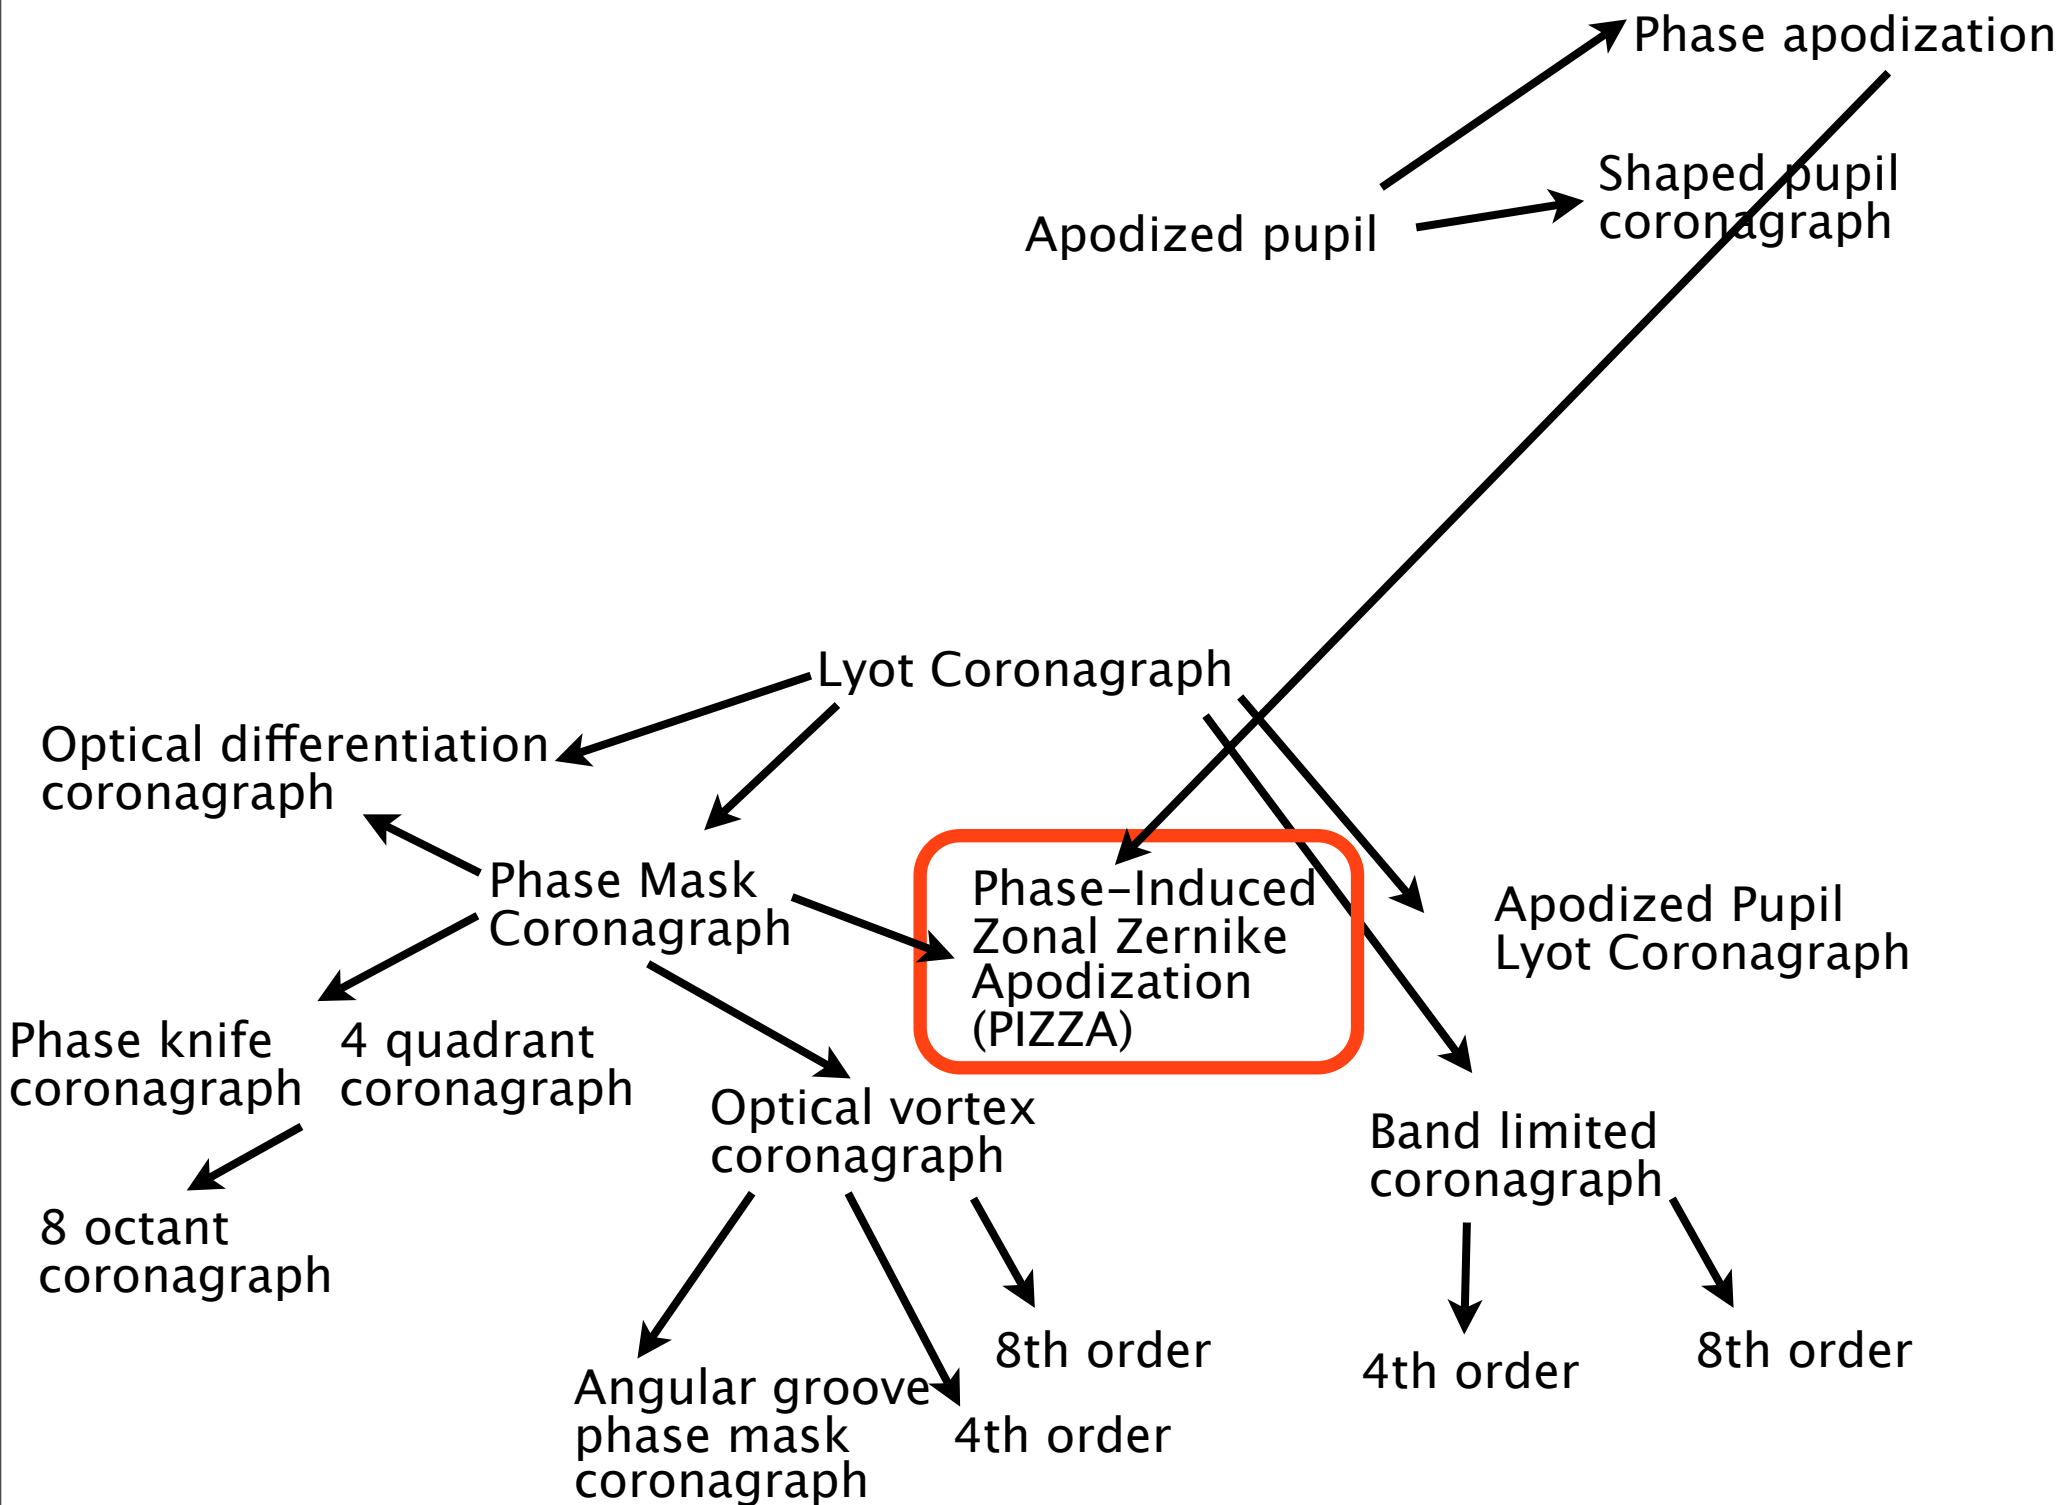 Phase apodization
Shaped pupil
coronagraph
Apodized pupil
Lyot Coronagraph
Optical differentiation
coronagraph
Phase Mask
Coronagraph
Phase-Induced
Zonal Zernike
Apodization
(PIZZA)
Apodized Pupil
Lyot Coronagraph
Phase knife
coronagraph
4 quadrant
coronagraph
Optical vortex
coronagraph
Band limited
coronagraph
8 octant
coronagraph
8th order
4th order
8th order
Angular groove
phase mask
coronagraph
4th order